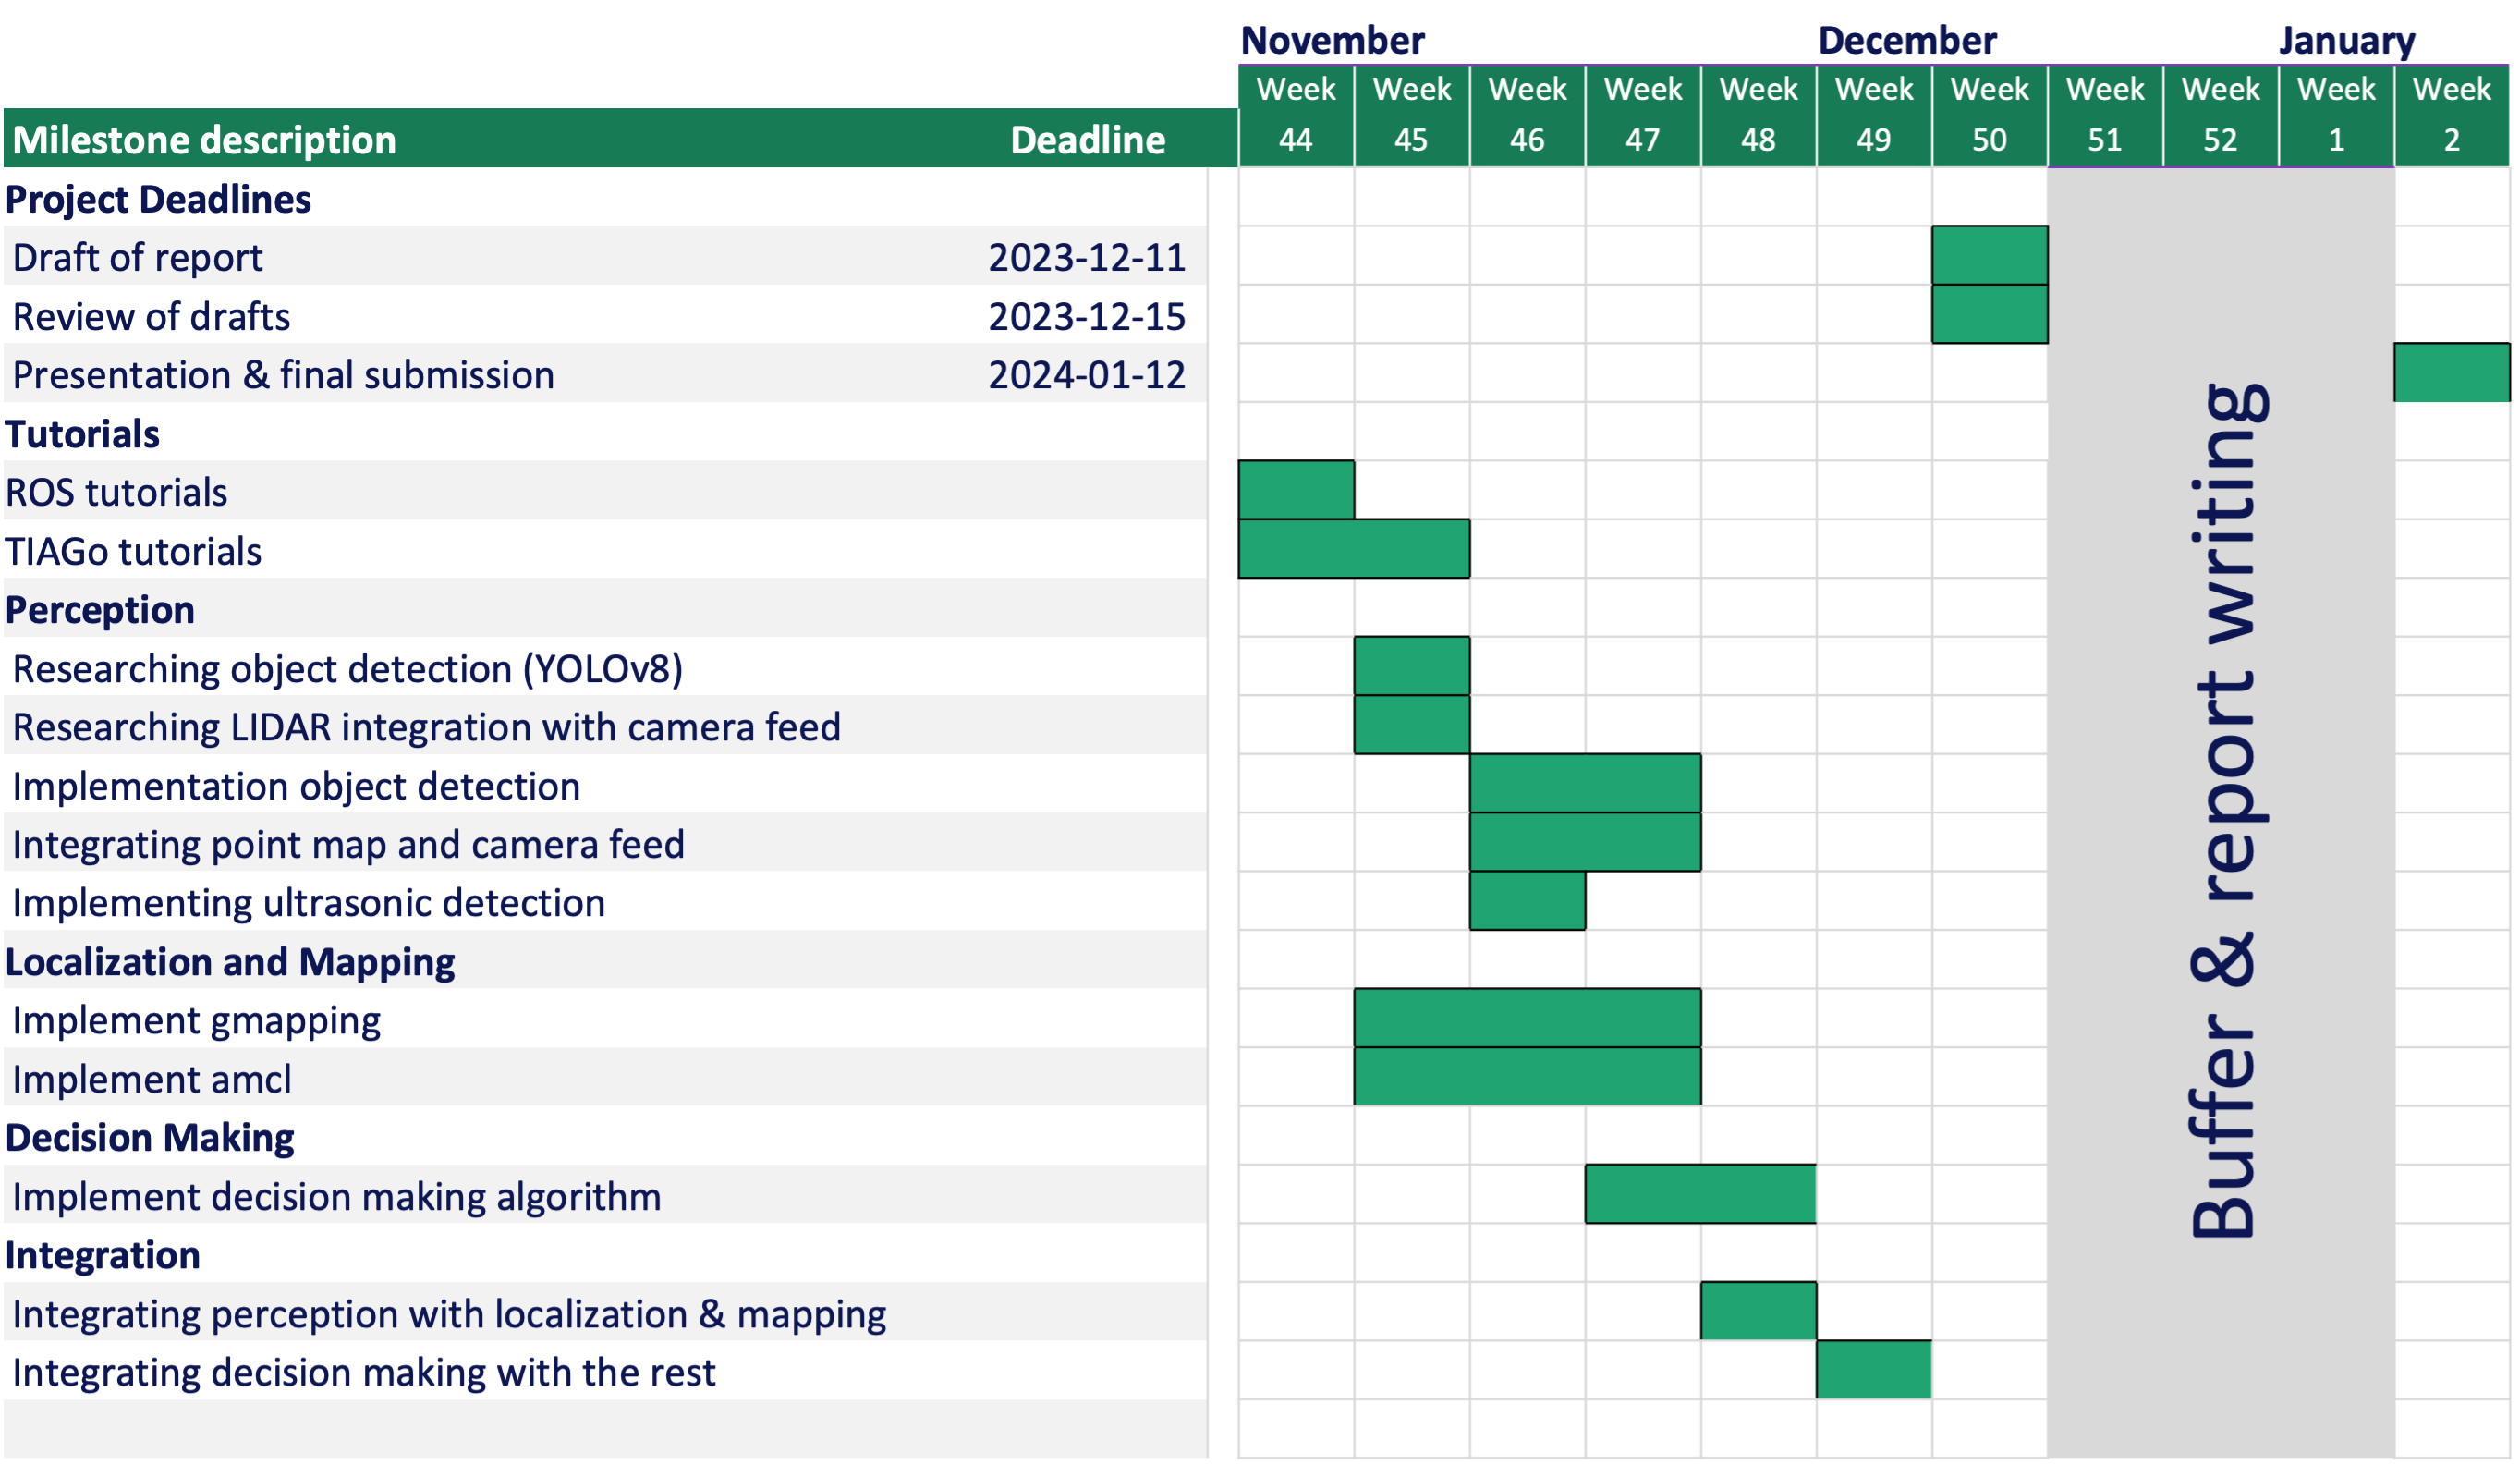 November December January
Week Week Week Week Week Week Week Week Week Week Week
Milestone description Deadline 44 45 46 47 48 49 50 51 52 1 2
Project Deadlines
Draft of report 2023-12-11
Review of drafts 2023-12-15
Presentation & final submission 2024-01-12
Tutorials
ROS tutorials
TIAGo tutorials
Perception
Researching object detection (YOLOv8)
Researching LIDAR integration with camera feed
Implementation object detection
Integrating point map and camera feed
Implementing ultrasonic detection
Localization and Mapping
Implement gmapping
Implement amcl
Decision Making
Implement decision making algorithm
Integration
Integrating perception with localization & mapping
Integrating decision making with the rest
Buffer & report writing